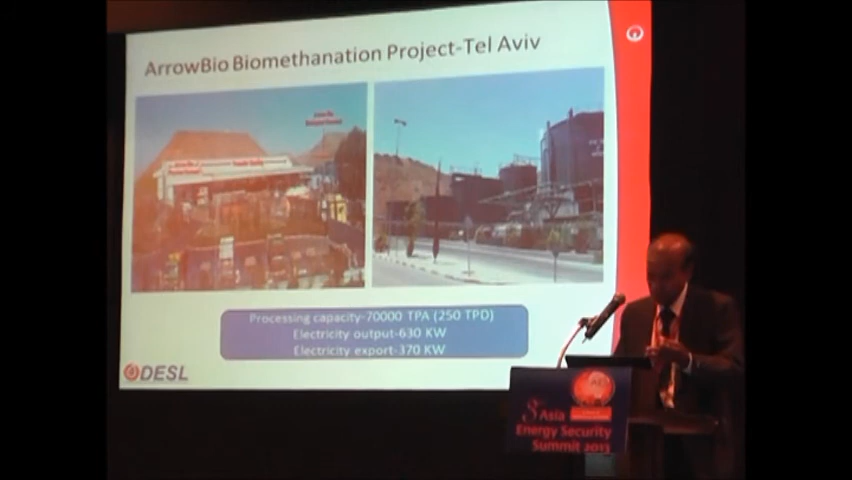 ArrowBio Biomethanation Project-Tel Aviv
Processing capacity-70000 TPA (250 TPD)
Electricity output-630 KW
Electricity export-370 KW
DESL
Asia
Energy Security
Summit 2013